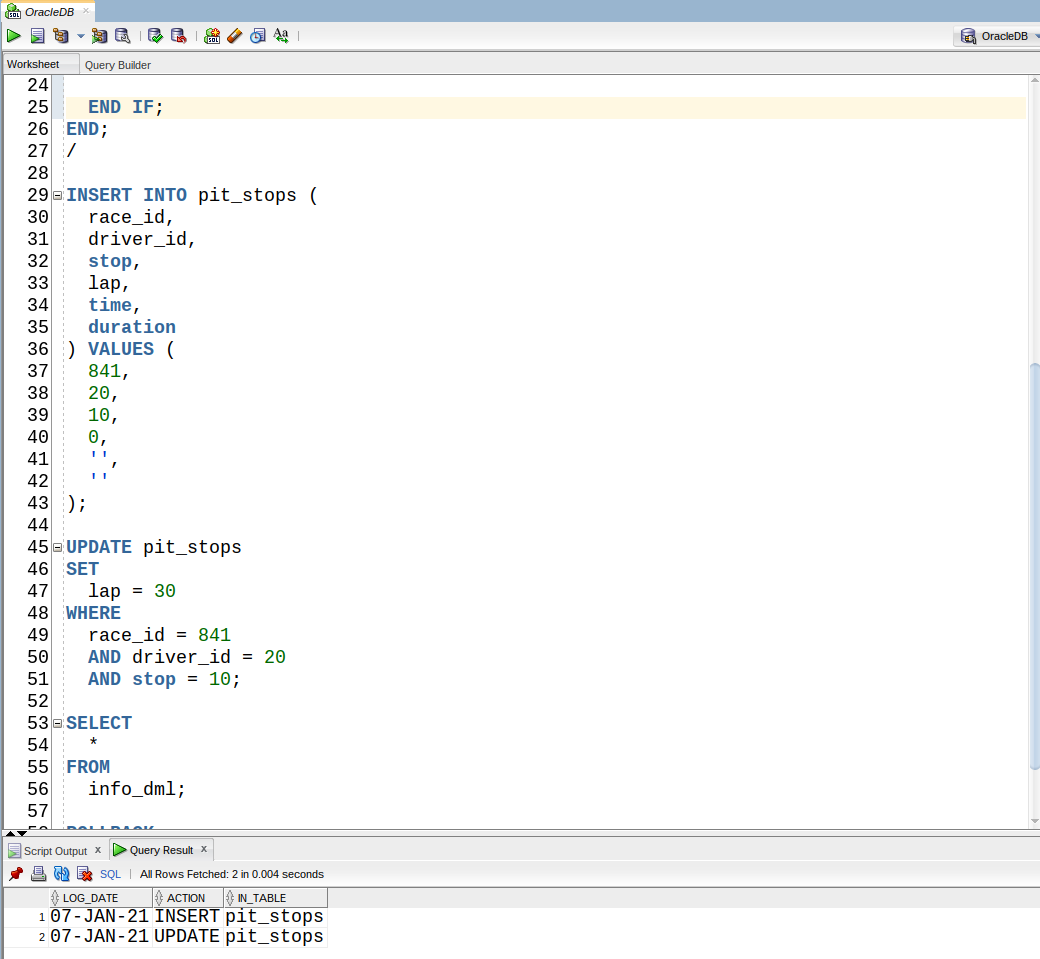 OracleDB
OracleDB
Worksheet Query Builder
24
25 END IF;
26 END;
27 /
28
29 INSERT INTO pit_stops (
30 race_id,
31 driver_id,
32 stop,
33 lap,
34 time,
35 duration
36 ) VALUES (
37 841,
38 20,
39 10,
40 0,
41 '',
42 ''
43 );
44
45 UPDATE pit_stops
46 SET
47 lap = 30
48 WHERE
49 race_id = 841
50 AND driver_id = 20
51 AND stop = 10;
52
53 SELECT
54 *
55 FROM
56 info_dml;
57
58 ROLLBACK
Script Output x Query Result x
SQL | All Rows Fetched: 2 in 0.004 seconds
LOG_DATE ACTION IN_TABLE
1 07-JAN-21 INSERT pit_stops
2 07-JAN-21 UPDATE pit_stops